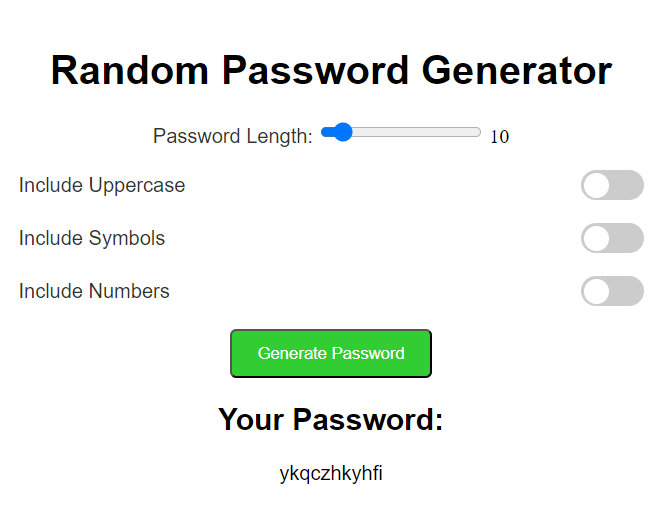 Random Password Generator
Password Length: 10
Include Uppercase
Include Symbols
Include Numbers
Generate Password
Your Password:
ykqczhkyhfi